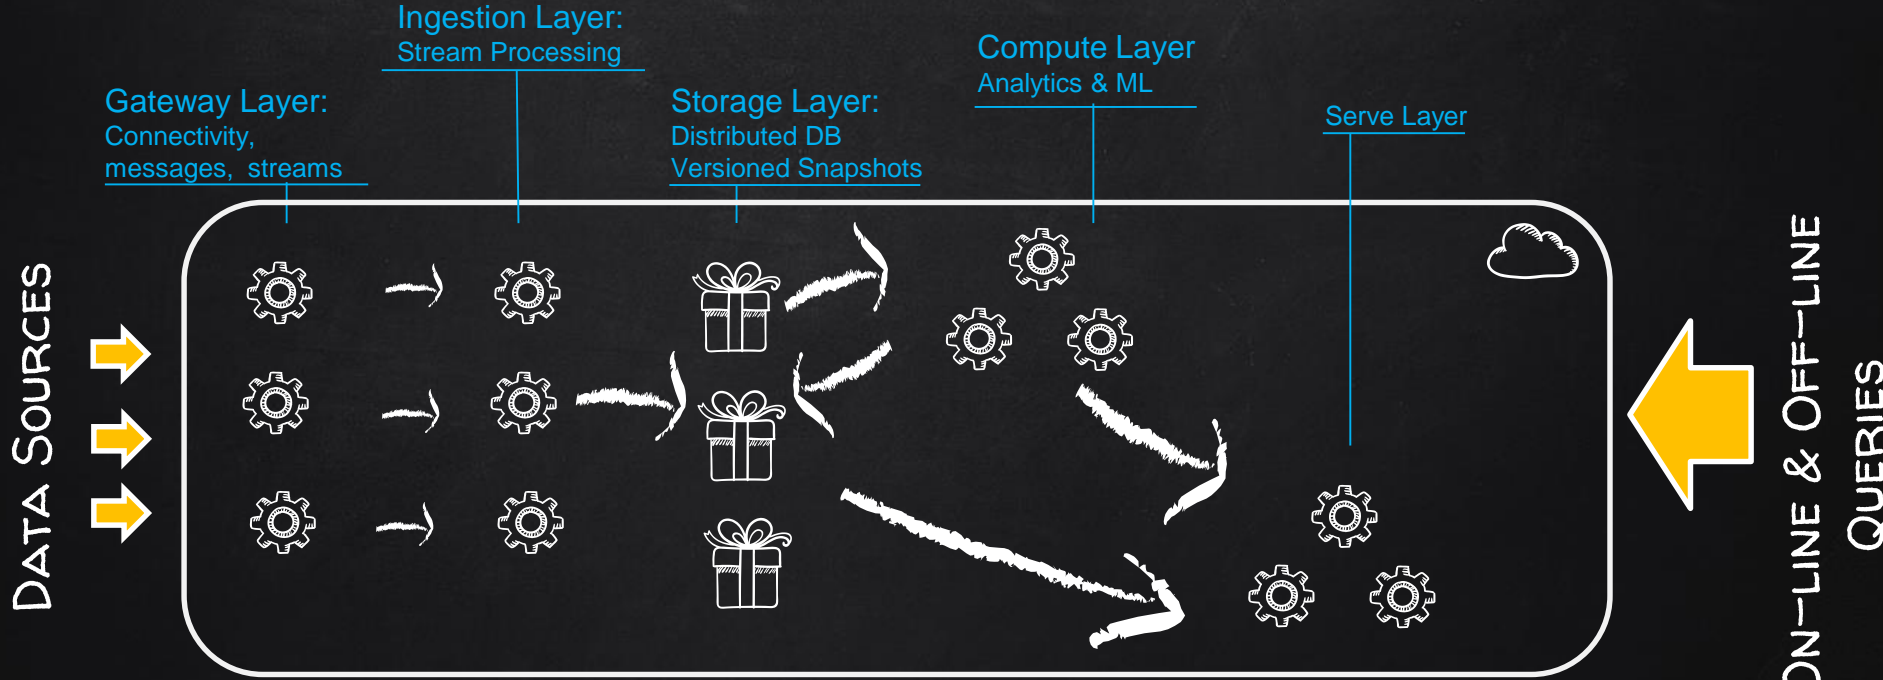 Ingestion Layer:
Stream Processing
Gateway Layer:
Connectivity,
messages, streams
Storage Layer:
Distributed DB
Versioned Snapshots
Compute Layer
Analytics & ML
Serve Layer
DATA SOURCES
ON-LINE & OFF-LINE
QUERIES